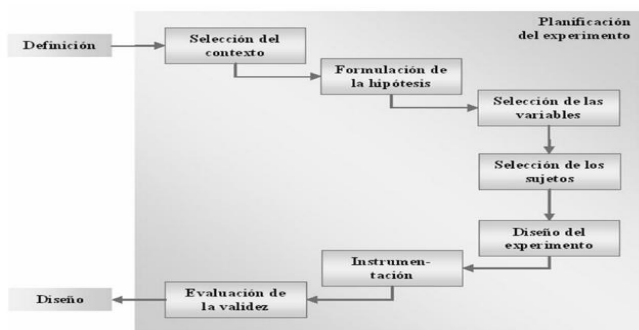 Planificación
del experimento
Definición
Selección del
contexto
Formulación de
la hipótesis
Selección de las
variables
Selección de los
sujetos
Diseño del
experimento
Instrumen-
tación
Evaluación de
la validez
Diseño